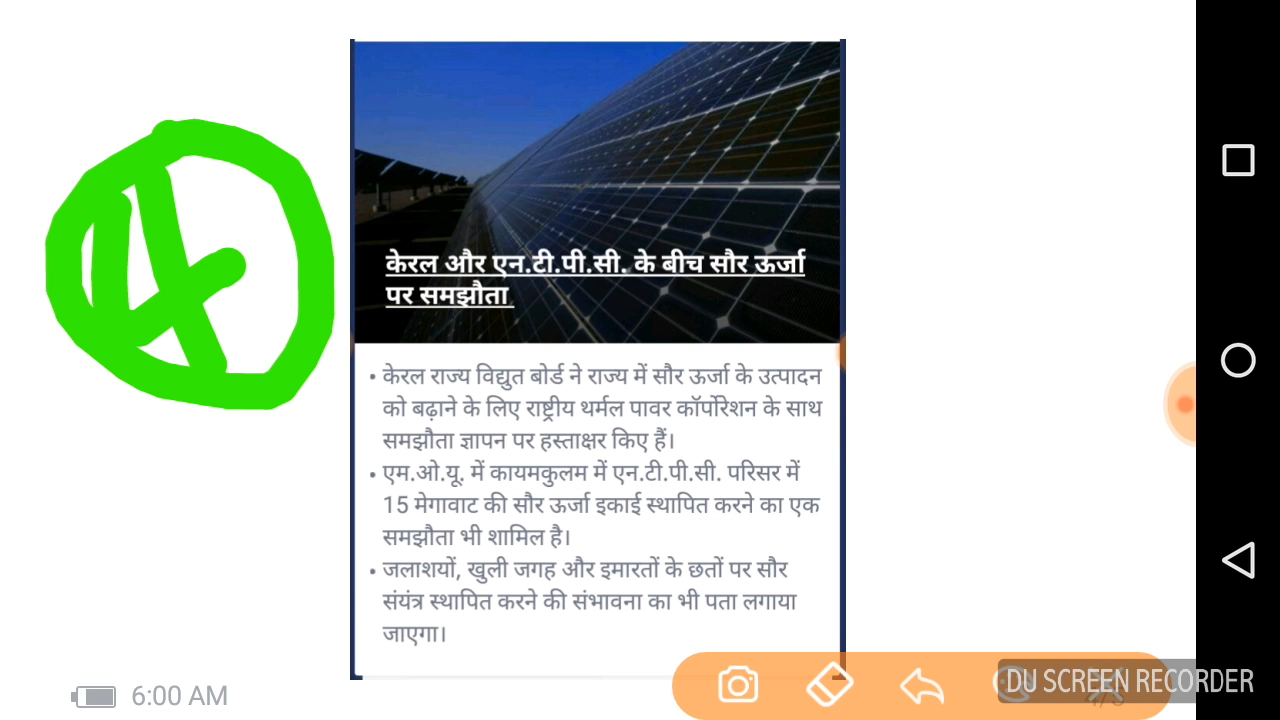 4
केरल और एन.टी.पी.सी. के बीच सौर ऊर्जा
पर समझौता
• केरल राज्य विद्युत बोर्ड ने राज्य में सौर ऊर्जा के उत्पादन
को बढ़ाने के लिए राष्ट्रीय थर्मल पावर कॉर्पोरेशन के साथ
समझौता ज्ञापन पर हस्ताक्षर किए हैं।
• एम.ओ.यू. में कायमकुलम में एन.टी.पी.सी. परिसर में
15 मेगावाट की सौर ऊर्जा इकाई स्थापित करने का एक
समझौता भी शामिल है।
• जलाशयों, खुली जगह और इमारतों के छतों पर सौर
संयंत्र स्थापित करने की संभावना का भी पता लगाया
जाएगा।
6:00 AM
DU SCREEN RECORDER